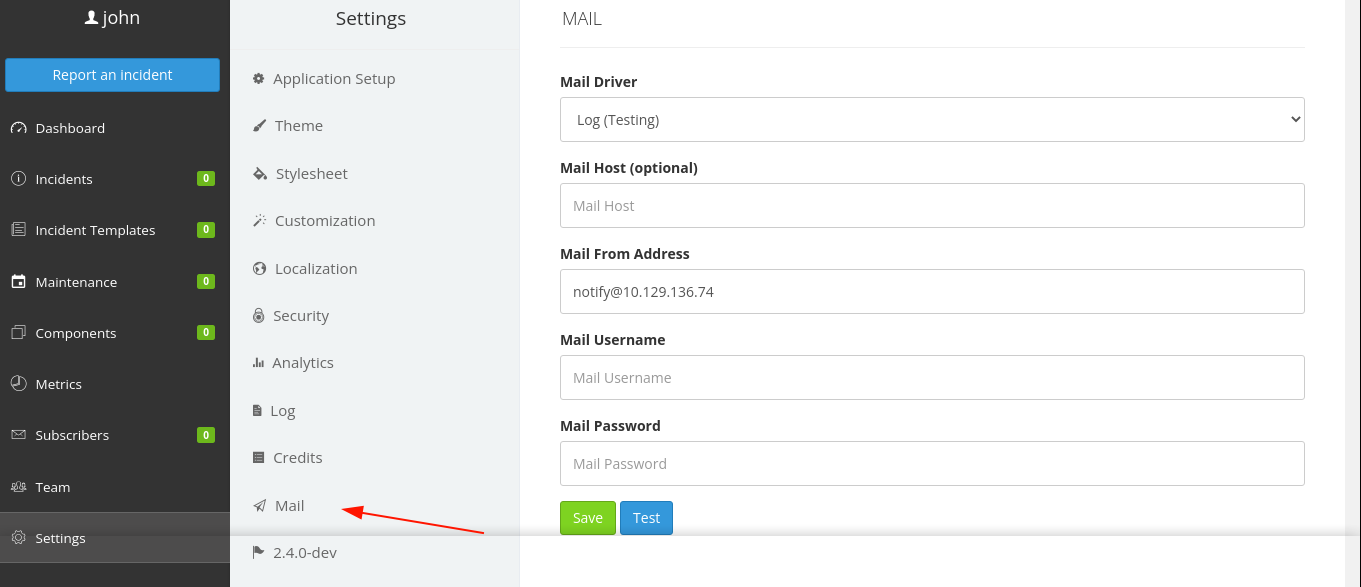 john
Report an incident
Dashboard
Incidents 0
Incident Templates 0
Maintenance 0
Components 0
Metrics
Subscribers 0
Team
Settings
Settings
Application Setup
Theme
Stylesheet
Customization
Localization
Security
Analytics
Log
Credits
Mail
2.4.0-dev
MAIL
Mail Driver
Log (Testing)
Mail Host (optional)
Mail Host
Mail From Address
notify@10.129.136.74
Mail Username
Mail Username
Mail Password
Mail Password
Save Test